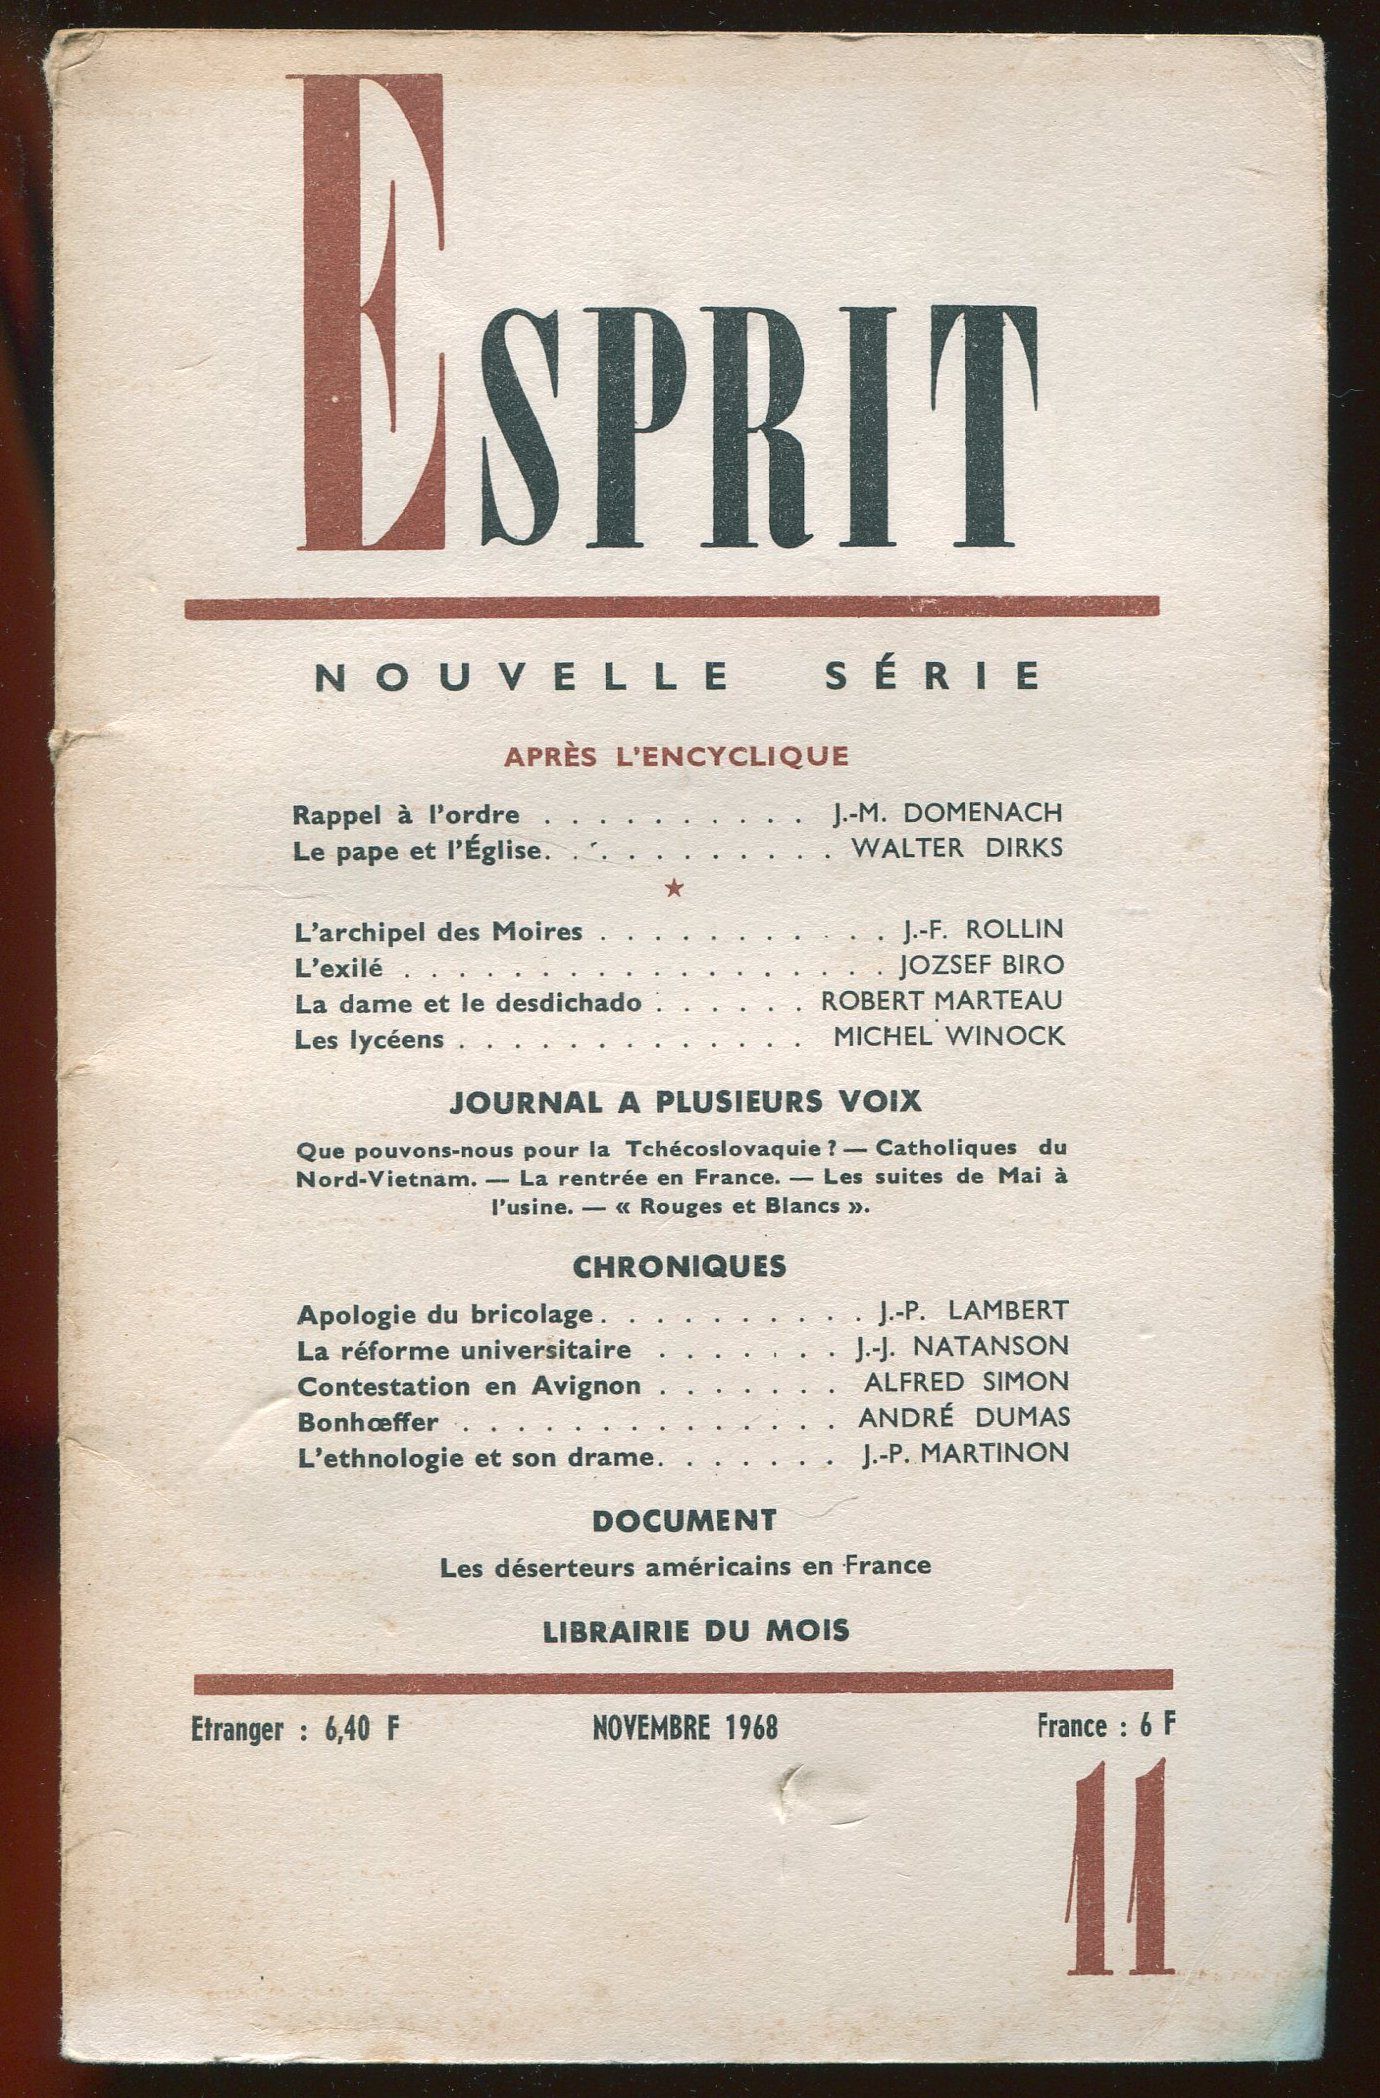 ESPRIT
NOUVELLE SÉRIE
APRÈS L'ENCYCLIQUE
Rappel à l'ordre . . . . . . . . . . J.-M. DOMENACH
Le pape et l'Église. . . . . . . . . . . WALTER DIRKS
★
L'archipel des Moires . . . . . . . . . . . J.-F. ROLLIN
L'exilé . . . . . . . . . . . . . . . . . . JOZSEF BIRO
La dame et le desdichado . . . . . . ROBERT MARTEAU
Les lycéens . . . . . . . . . . . . . MICHEL WINOCK
JOURNAL A PLUSIEURS VOIX
Que pouvons-nous pour la Tchécoslovaquie ? — Catholiques du
Nord-Vietnam. — La rentrée en France. — Les suites de Mai à
l'usine. — « Rouges et Blancs ».
CHRONIQUES
Apologie du bricolage . . . . . . . . . . J.-P. LAMBERT
La réforme universitaire . . . . . . . J.-J. NATANSON
Contestation en Avignon . . . . . . . ALFRED SIMON
Bonhœffer . . . . . . . . . . . . . . ANDRÉ DUMAS
L'ethnologie et son drame. . . . . . . J.-P. MARTINON
DOCUMENT
Les déserteurs américains en France
LIBRAIRIE DU MOIS
Etranger : 6,40 F NOVEMBRE 1968 France : 6 F
11